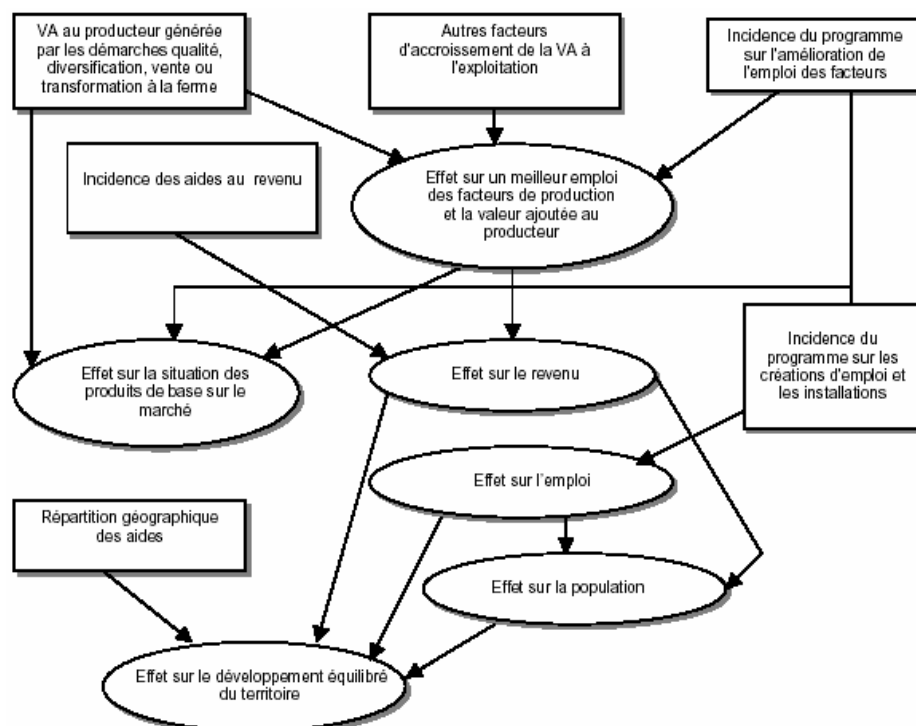 VA au producteur générée
par les démarches qualité,
diversification, vente ou
transformation à la ferme
Autres facteurs
d'accroissement de la VA à
l'exploitation
Incidence du programme
sur l'amélioration de
l'emploi des facteurs
Incidence des aides au revenu
Effet sur un meilleur emploi
des facteurs de production
et la valeur ajoutée au
producteur
Effet sur la situation des
produits de base sur le
marché
Effet sur le revenu
Incidence du
programme sur les
créations d'emploi et
les installations
Effet sur l'emploi
Répartition géographique
des aides
Effet sur la population
Effet sur le développement équilibré
du territoire